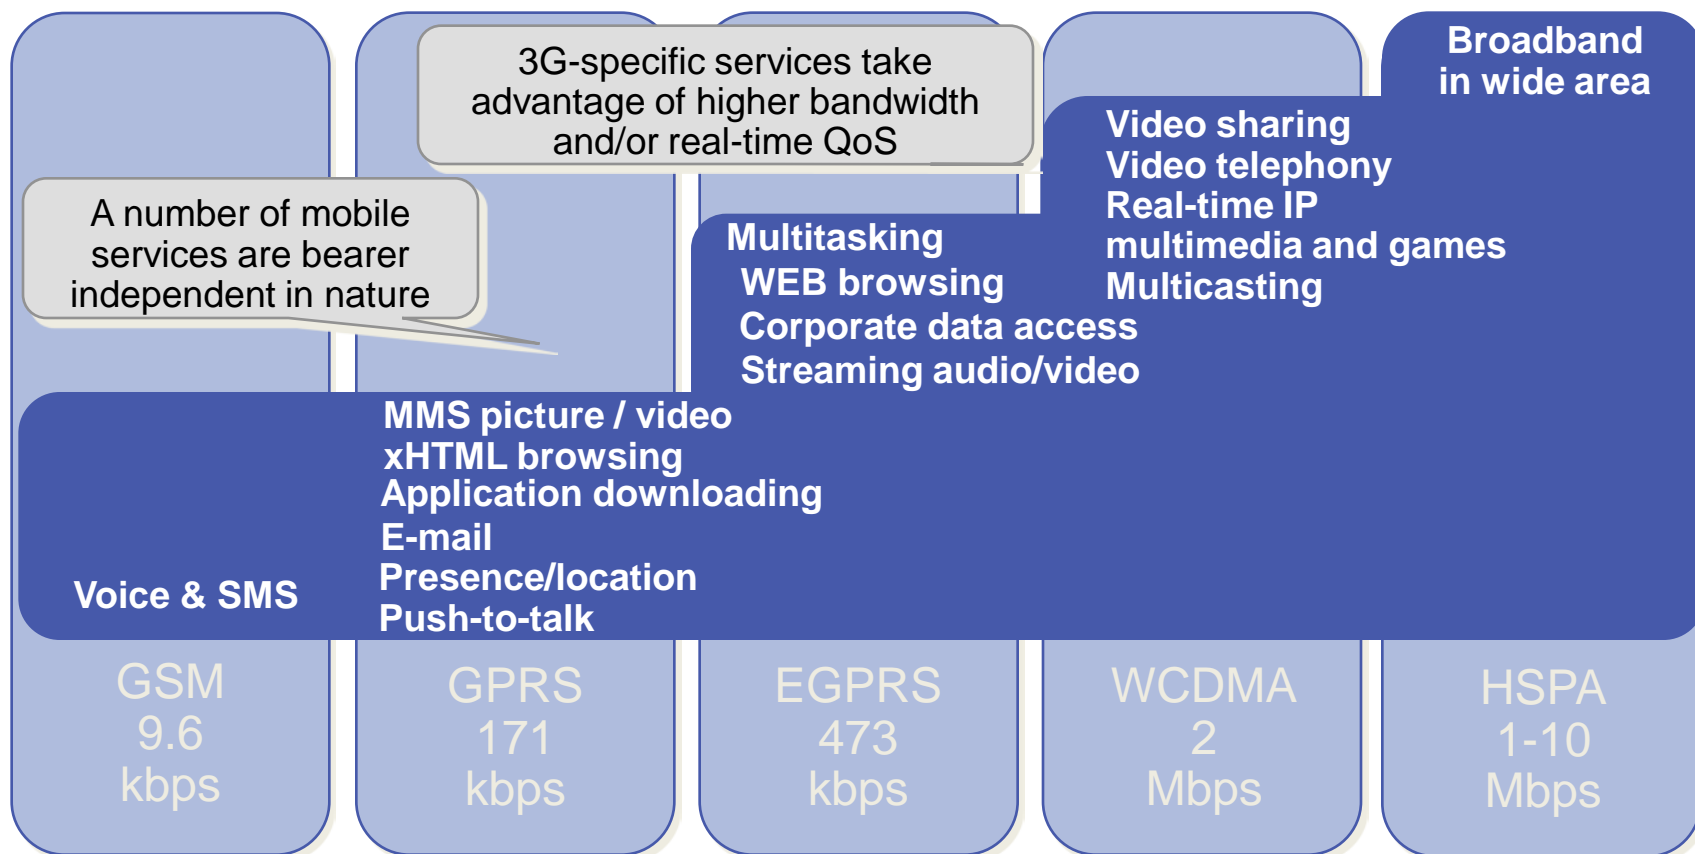 3G-specific services take
advantage of higher bandwidth
and/or real-time QoS
A number of mobile
services are bearer
independent in nature
Broadband
in wide area
Video sharing
Video telephony
Real-time IP
multimedia and games
Multicasting
Multitasking
WEB browsing
Corporate data access
Streaming audio/video
MMS picture / video
xHTML browsing
Application downloading
E-mail
Presence/location
Push-to-talk
Voice & SMS
GSM
9.6
kbps
GPRS
171
kbps
EGPRS
473
kbps
WCDMA
2
Mbps
HSPA
1-10
Mbps